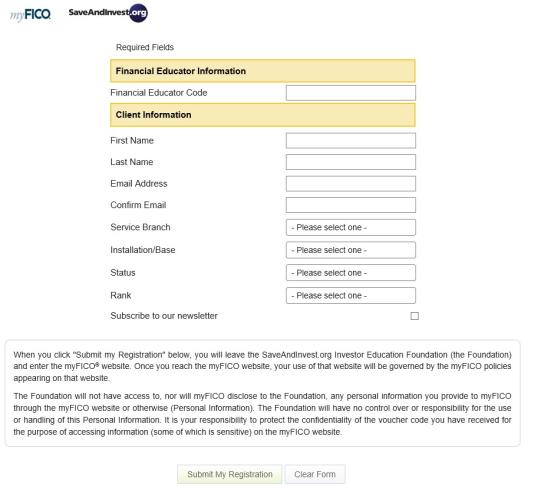 myFICO. SaveAndInvest.org
Required Fields
Financial Educator Information
Financial Educator Code
Client Information
First Name
Last Name
Email Address
Confirm Email
Service Branch - Please select one -
Installation/Base - Please select one -
Status - Please select one -
Rank - Please select one -
Subscribe to our newsletter
When you click "Submit my Registration" below, you will leave the SaveAndInvest.org Investor Education Foundation (the Foundation)
and enter the myFICO® website. Once you reach the myFICO website, your use of that website will be governed by the myFICO policies
appearing on that website.
The Foundation will not have access to, nor will myFICO disclose to the Foundation, any personal information you provide to myFICO
through the myFICO website or otherwise (Personal Information). The Foundation will have no control over or responsibility for the use
or handling of this Personal Information. It is your responsibility to protect the confidentiality of the voucher code you have received for
the purpose of accessing information (some of which is sensitive) on the myFICO website.
Submit My Registration Clear Form